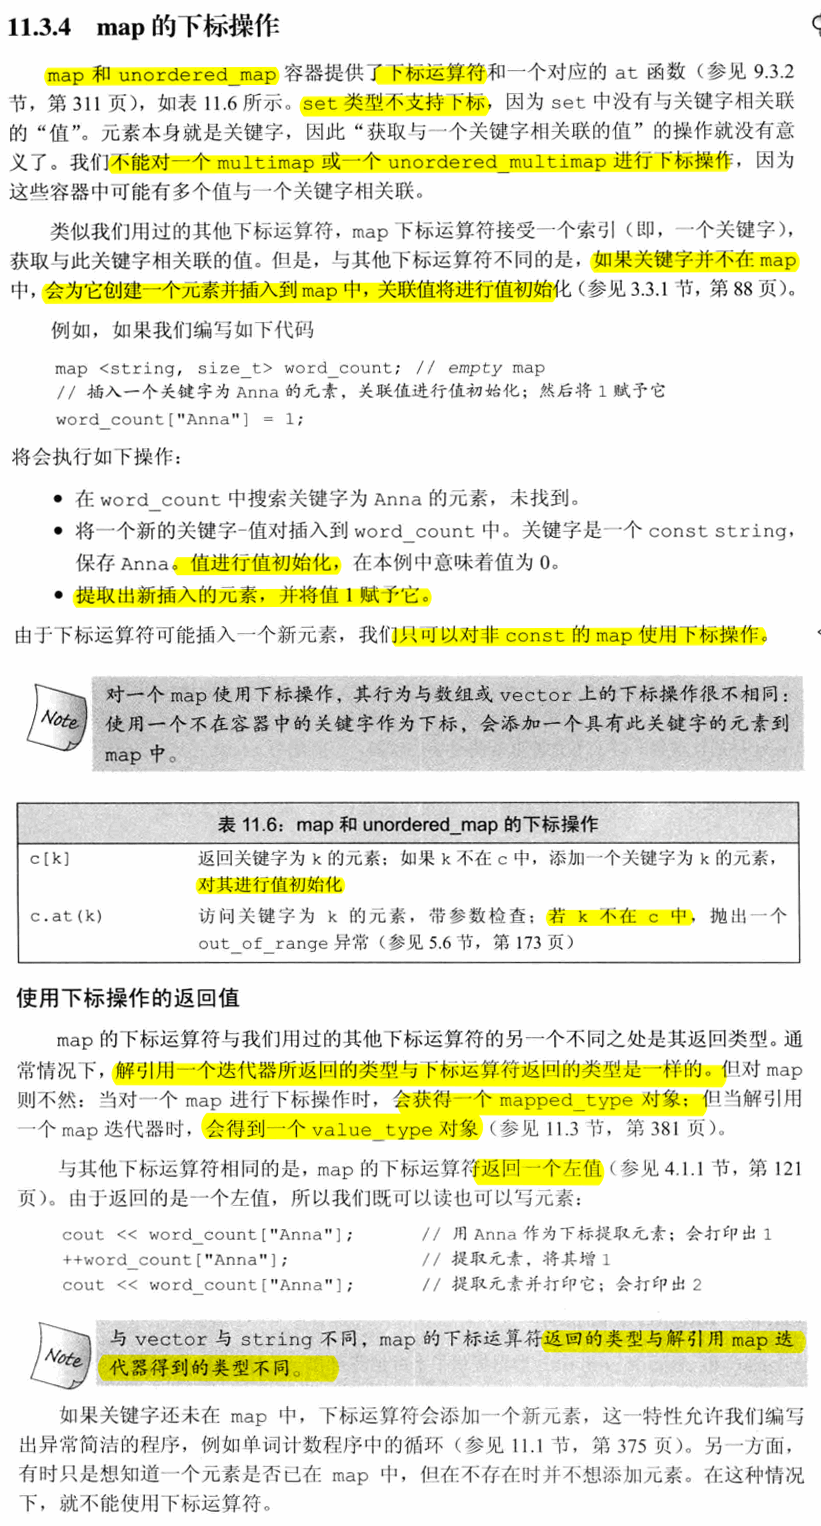 11.3.4 map 的下标操作
map 和 unordered_map 容器提供了下标运算符和一个对应的 at 函数（参见 9.3.2
节，第 311 页），如表 11.6 所示。set 类型不支持下标，因为 set 中没有与关键字相关联
的“值”。元素本身就是关键字，因此“获取与一个关键字相关联的值”的操作就没有意
义了。我们不能对一个 multimap 或一个 unordered_multimap 进行下标操作，因为
这些容器中可能有多个值与一个关键字相关联。
类似我们用过的其他下标运算符，map 下标运算符接受一个索引（即，一个关键字），
获取与此关键字相关联的值。但是，与其他下标运算符不同的是，如果关键字并不在 map
中，会为它创建一个元素并插入到 map 中，关联值将进行值初始化（参见 3.3.1 节，第 88 页）。
例如，如果我们编写如下代码
map <string, size_t> word_count; // empty map
// 插入一个关键字为 Anna 的元素，关联值进行值初始化；然后将 1 赋予它
word_count["Anna"] = 1;
将会执行如下操作：
● 在 word_count 中搜索关键字为 Anna 的元素，未找到。
● 将一个新的关键字-值对插入到 word_count 中。关键字是一个 const string，
保存 Anna。值进行值初始化，在本例中意味着值为 0。
● 提取出新插入的元素，并将值 1 赋予它。
由于下标运算符可能插入一个新元素，我们只可以对非 const 的 map 使用下标操作。
Note
对一个 map 使用下标操作，其行为与数组或 vector 上的下标操作很不相同：
使用一个不在容器中的关键字作为下标，会添加一个具有此关键字的元素到
map 中。
表 11.6：map 和 unordered_map 的下标操作
c[k] 返回关键字为 k 的元素；如果 k 不在 c 中，添加一个关键字为 k 的元素，
对其进行值初始化
c.at(k) 访问关键字为 k 的元素，带参数检查；若 k 不在 c 中，抛出一个
out_of_range 异常（参见 5.6 节，第 173 页）
使用下标操作的返回值
map 的下标运算符与我们用过的其他下标运算符的另一个不同之处是其返回类型。通
常情况下，解引用一个迭代器所返回的类型与下标运算符返回的类型是一样的。但对 map
则不然：当对一个 map 进行下标操作时，会获得一个 mapped_type 对象；但当解引用
一个 map 迭代器时，会得到一个 value_type 对象（参见 11.3 节，第 381 页）。
与其他下标运算符相同的是，map 的下标运算符返回一个左值（参见 4.1.1 节，第 121
页）。由于返回的是一个左值，所以我们既可以读也可以写元素：
cout << word_count["Anna"]; // 用 Anna 作为下标提取元素；会打印出 1
++word_count["Anna"]; // 提取元素，将其增 1
cout << word_count["Anna"]; // 提取元素并打印它；会打印出 2
Note
与 vector 与 string 不同，map 的下标运算符返回的类型与解引用 map 迭
代器得到的类型不同。
如果关键字还未在 map 中，下标运算符会添加一个新元素，这一特性允许我们编写
出异常简洁的程序，例如单词计数程序中的循环（参见 11.1 节，第 375 页）。另一方面，
有时只是想知道一个元素是否已在 map 中，但在不存在时并不想添加元素。在这种情况
下，就不能使用下标运算符。